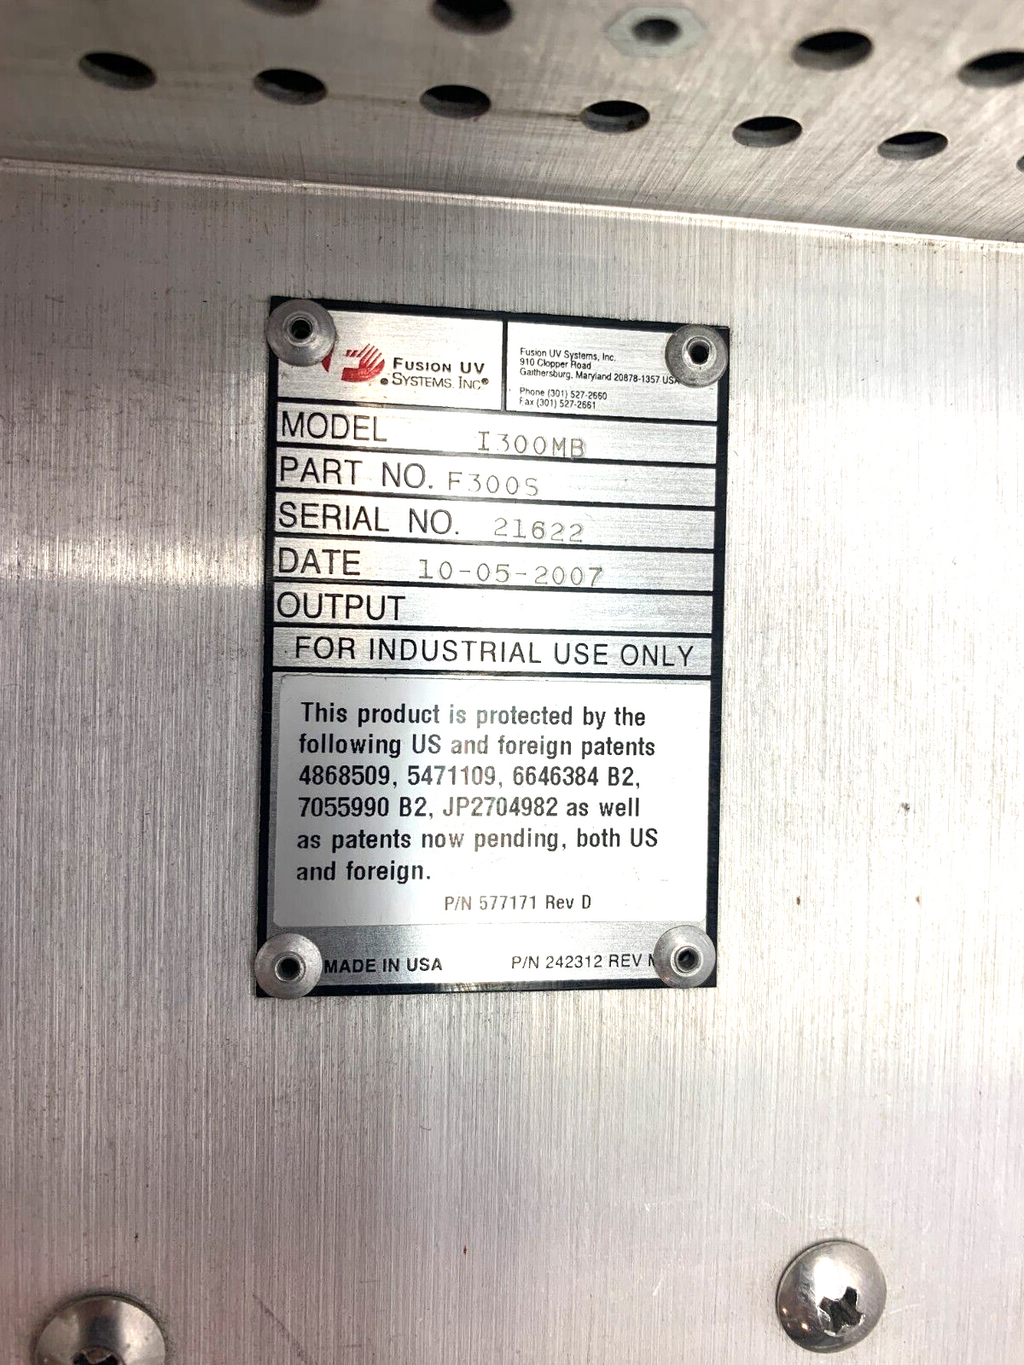 FUSION UV
SYSTEMS, INC®
Fusion UV Systems, Inc.
910 Clopper Road
Gaithersburg, Maryland 20878-1357 USA
Phone (301) 527-2660
Fax (301) 527-2661
MODEL I300MB
PART NO. F300S
SERIAL NO. 21622
DATE 10-05-2007
OUTPUT
FOR INDUSTRIAL USE ONLY
This product is protected by the
following US and foreign patents
4868509, 5471109, 6646384 B2,
7055990 B2, JP2704982 as well
as patents now pending, both US
and foreign.
P/N 577171 Rev D
MADE IN USA
P/N 242312 REV